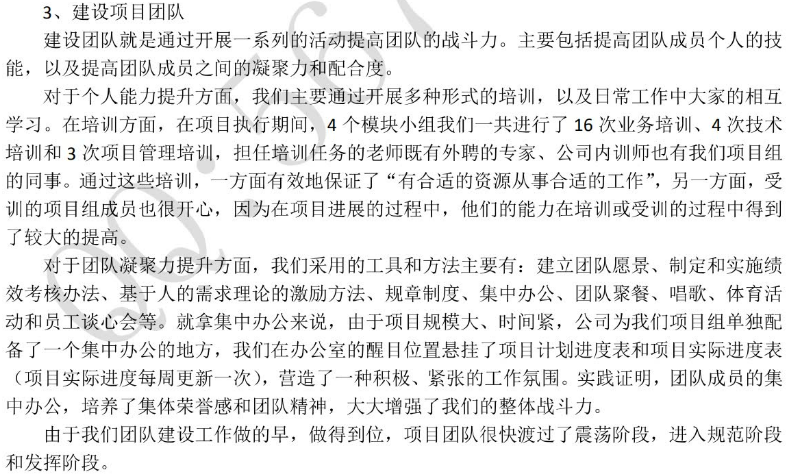 3、建设项目团队
建设团队就是通过开展一系列的活动提高团队的战斗力。主要包括提高团队成员个人的技
能，以及提高团队成员之间的凝聚力和配合度。
对于个人能力提升方面，我们主要通过开展多种形式的培训，以及日常工作中大家的相互
学习。在培训方面，在项目执行期间，4 个模块小组我们一共进行了 16 次业务培训、4 次技术
培训和 3 次项目管理培训，担任培训任务的老师既有外聘的专家、公司内训师也有我们项目组
的同事。通过这些培训，一方面有效地保证了“有合适的资源从事合适的工作”，另一方面，受
训的项目组成员也很开心，因为在项目进展的过程中，他们的能力在培训或受训的过程中得到
了较大的提高。
对于团队凝聚力提升方面，我们采用的工具和方法主要有：建立团队愿景、制定和实施绩
效考核办法、基于人的需求理论的激励方法、规章制度、集中办公、团队聚餐、唱歌、体育活
动和员工谈心会等。就拿集中办公来说，由于项目规模大、时间紧，公司为我们项目组单独配
备了一个集中办公的地方，我们在办公室的醒目位置悬挂了项目计划进度表和项目实际进度表
（项目实际进度每周更新一次），营造了一种积极、紧张的工作氛围。实践证明，团队成员的集
中办公，培养了集体荣誉感和团队精神，大大增强了我们的整体战斗力。
由于我们团队建设工作做的早，做得到位，项目团队很快渡过了震荡阶段，进入规范阶段
和发挥阶段。
QQ:567